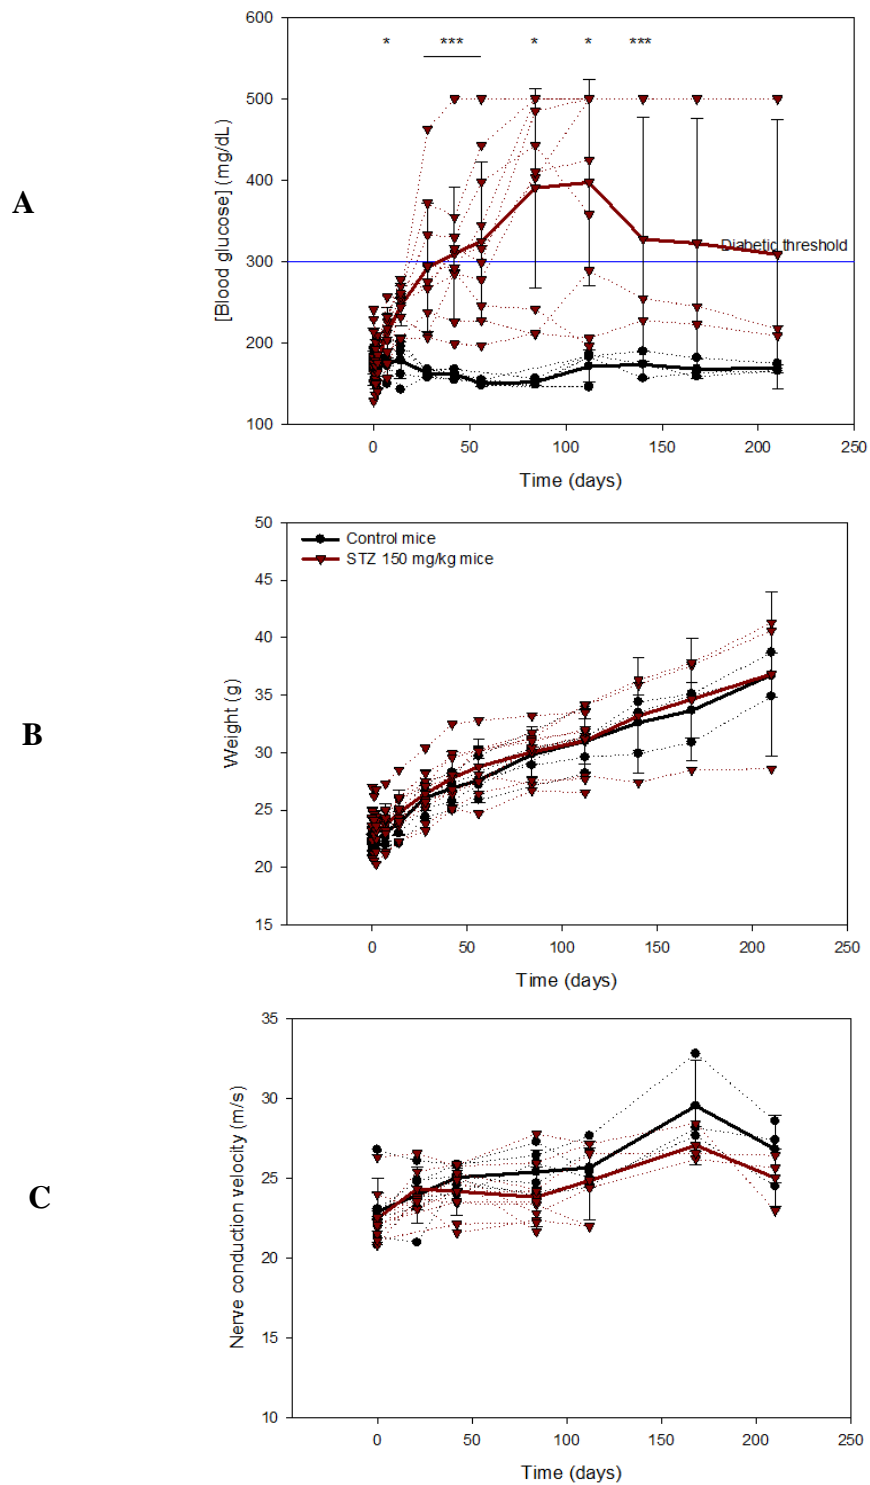 A
[Blood glucose] (mg/dL)
600
500
400
300
200
100
* *** * * ***
Diabetic threshold
0 50 100 150 200 250
Time (days)
B
Weight (g)
50
45
40
35
30
25
20
15
Control mice
STZ 150 mg/kg mice
0 50 100 150 200 250
Time (days)
C
Nerve conduction velocity (m/s)
35
30
25
20
15
10
0 50 100 150 200 250
Time (days)